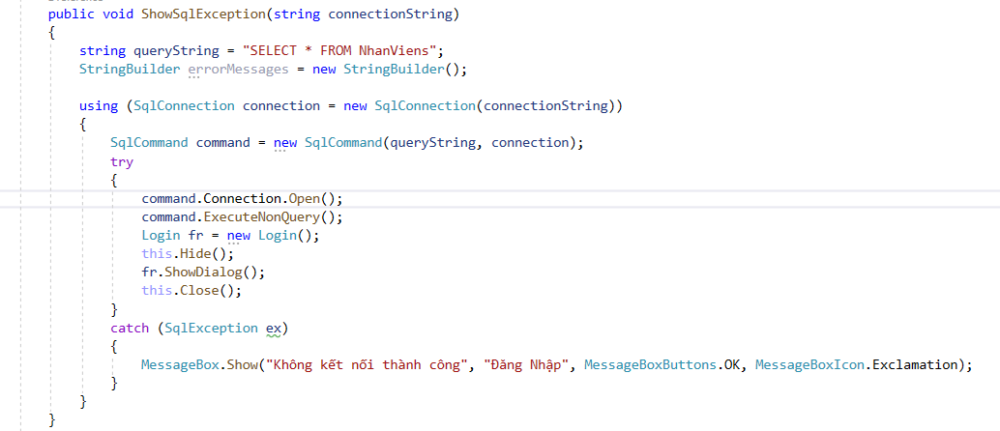 public void ShowSqlException(string connectionString)
{
string queryString = "SELECT * FROM NhanViens";
StringBuilder errorMessages = new StringBuilder();
using (SqlConnection connection = new SqlConnection(connectionString))
{
SqlCommand command = new SqlCommand(queryString, connection);
try
{
command.Connection.Open();
command.ExecuteNonQuery();
Login fr = new Login();
this.Hide();
fr.ShowDialog();
this.Close();
}
catch (SqlException ex)
{
MessageBox.Show("Không kết nối thành công", "Đăng Nhập", MessageBoxButtons.OK, MessageBoxIcon.Exclamation);
}
}
}